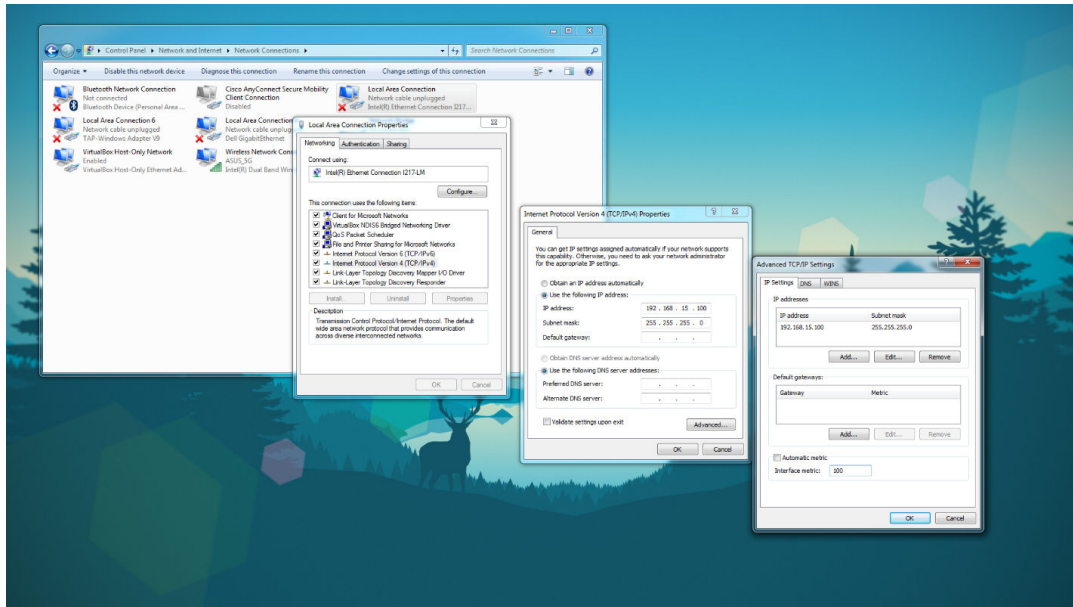 Control Panel ▸ Network and Internet ▸ Network Connections ▸
Search Network Connections
Organize ▾ Disable this network device Diagnose this connection Rename this connection Change settings of this connection
Bluetooth Network Connection
Not connected
Bluetooth Device (Personal Area ...
Cisco AnyConnect Secure Mobility
Client Connection
Disabled
Local Area Connection
Network cable unplugged
Intel(R) Ethernet Connection I217...
Local Area Connection 6
Network cable unplugged
TAP-Windows Adapter V9
Local Area Connection
Network cable unplug
Dell GigabitEthernet
VirtualBox Host-Only Network
Enabled
VirtualBox Host-Only Ethernet Ad...
Wireless Network Con
ASUS_5G
Intel(R) Dual Band Wir
Local Area Connection Properties
Networking Authentication Sharing
Connect using:
Intel(R) Ethernet Connection I217-LM
Configure...
This connection uses the following items:
Client for Microsoft Networks
VirtualBox NDIS6 Bridged Networking Driver
QoS Packet Scheduler
File and Printer Sharing for Microsoft Networks
Internet Protocol Version 6 (TCP/IPv6)
Internet Protocol Version 4 (TCP/IPv4)
Link-Layer Topology Discovery Mapper I/O Driver
Link-Layer Topology Discovery Responder
Install... Uninstall Properties
Description
Transmission Control Protocol/Internet Protocol. The default
wide area network protocol that provides communication
across diverse interconnected networks.
OK Cancel
Internet Protocol Version 4 (TCP/IPv4) Properties
General
You can get IP settings assigned automatically if your network supports
this capability. Otherwise, you need to ask your network administrator
for the appropriate IP settings.
Obtain an IP address automatically
Use the following IP address:
IP address: 192 . 168 . 15 . 100
Subnet mask: 255 . 255 . 255 . 0
Default gateway: . . .
Obtain DNS server address automatically
Use the following DNS server addresses:
Preferred DNS server: . . .
Alternate DNS server: . . .
Validate settings upon exit
Advanced...
OK Cancel
Advanced TCP/IP Settings
IP Settings DNS WINS
IP addresses
IP address Subnet mask
192.168.15.100 255.255.255.0
Add... Edit... Remove
Default gateways:
Gateway Metric
Add... Edit... Remove
Automatic metric
Interface metric: 100
OK Cancel